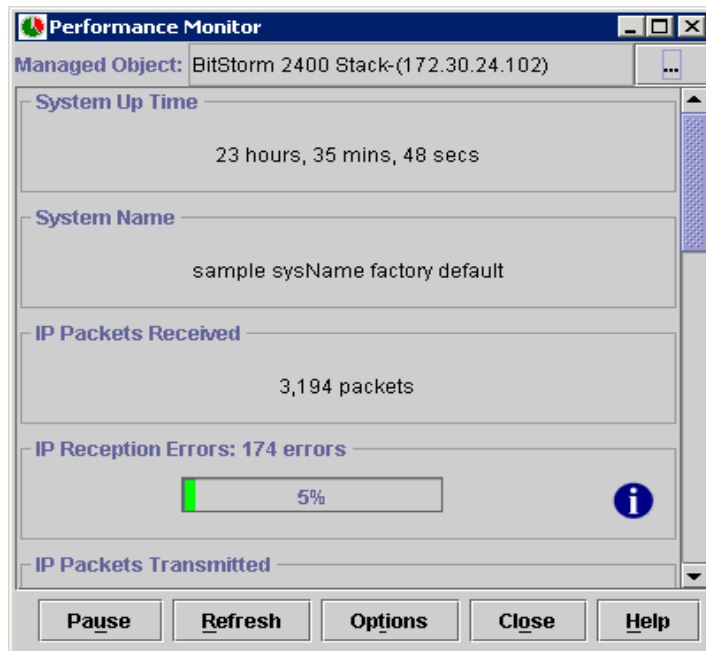 Performance Monitor
Managed Object: BitStorm 2400 Stack-(172.30.24.102) ...
System Up Time
23 hours, 35 mins, 48 secs
System Name
sample sysName factory default
IP Packets Received
3,194 packets
IP Reception Errors: 174 errors
5%
i
IP Packets Transmitted
Pause Refresh Options Close Help